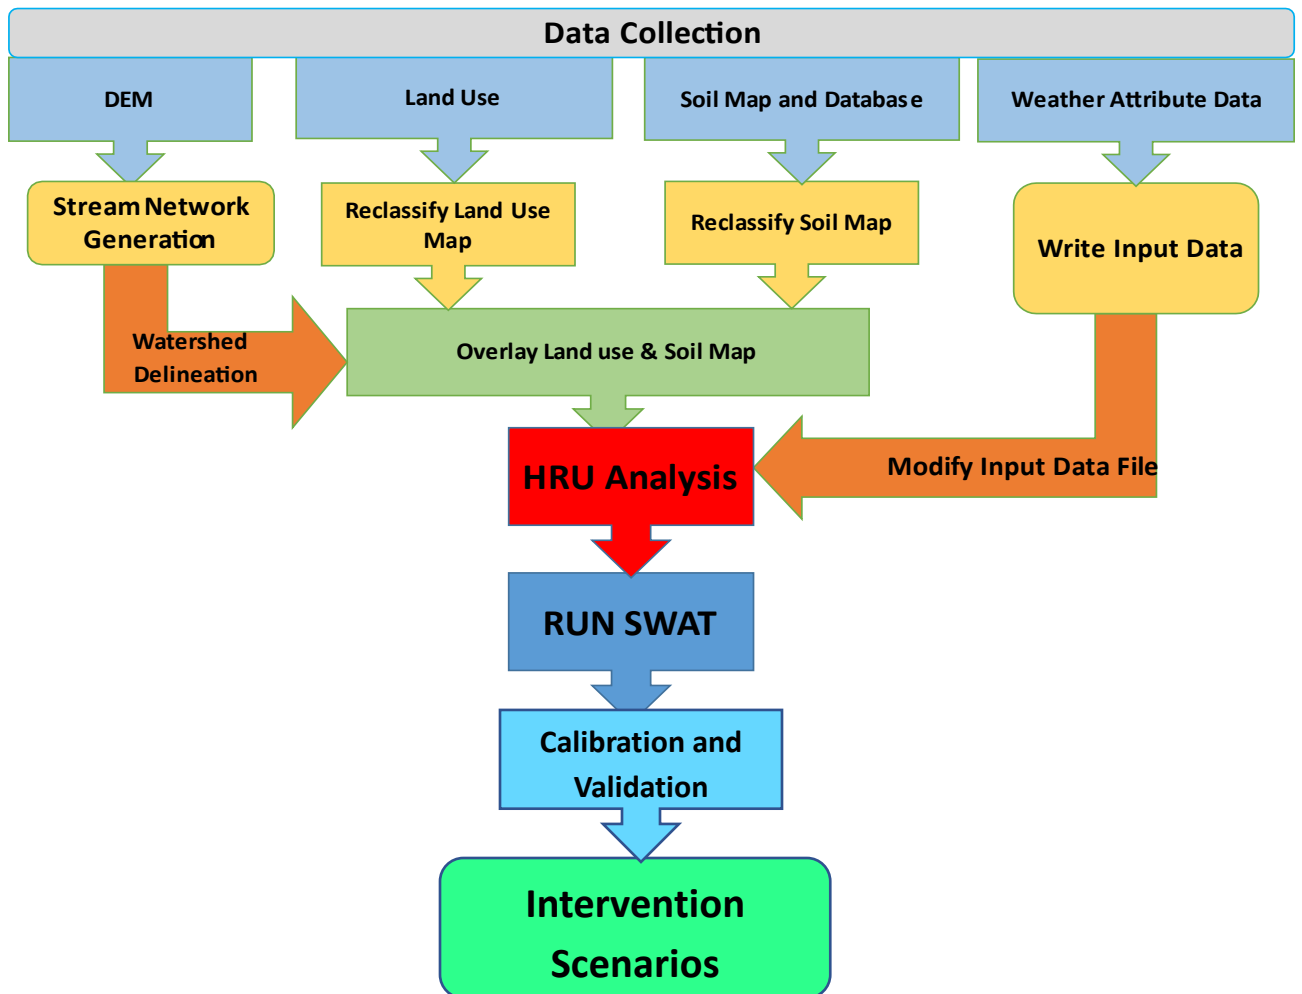 Data Collection
DEM
Land Use
Soil Map and Database
Weather Attribute Data
Stream Network
Generation
Reclassify Land Use
Map
Reclassify Soil Map
Write Input Data
Watershed
Delineation
Overlay Land use & Soil Map
HRU Analysis
Modify Input Data File
RUN SWAT
Calibration and
Validation
Intervention
Scenarios